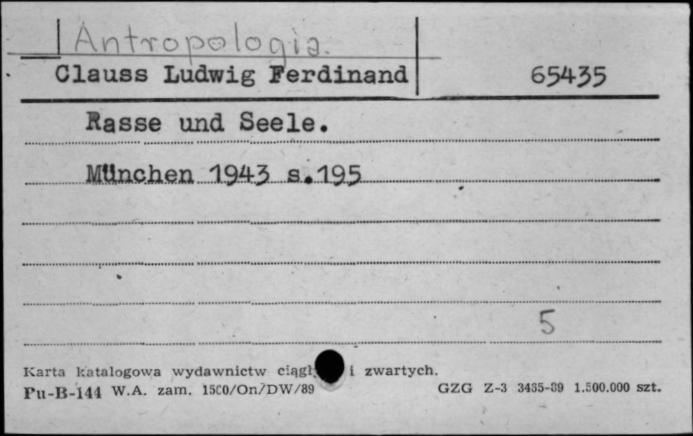 Antropologia.
Clauss Ludwig Ferdinand 65435
Rasse und Seele.
München 1943 s.195
5
Karta katalogowa wydawnictw i zwartych.
Pu-B-144 W.A. zam. 1500/On/DW/89 GZG Z-3 3435-89 1.500.000 szt.